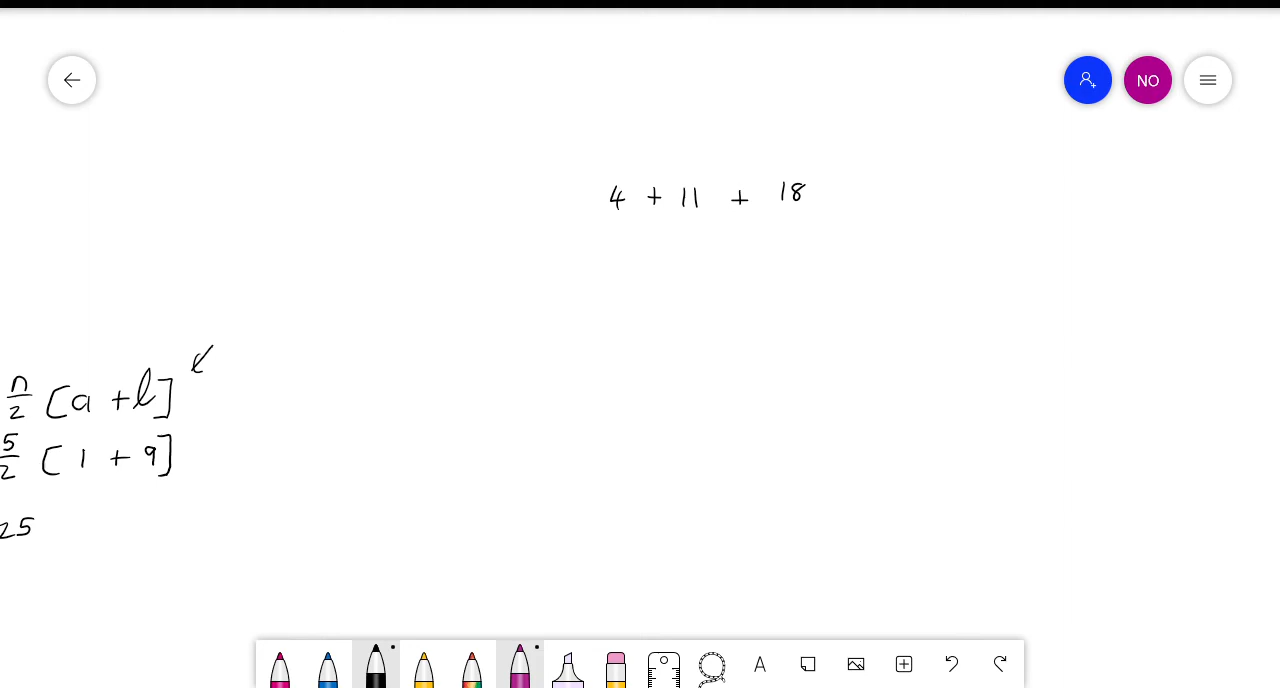 NO
4 + 11 + 18
n/2 [a + l]
5/2 [1 + 9]
25
A